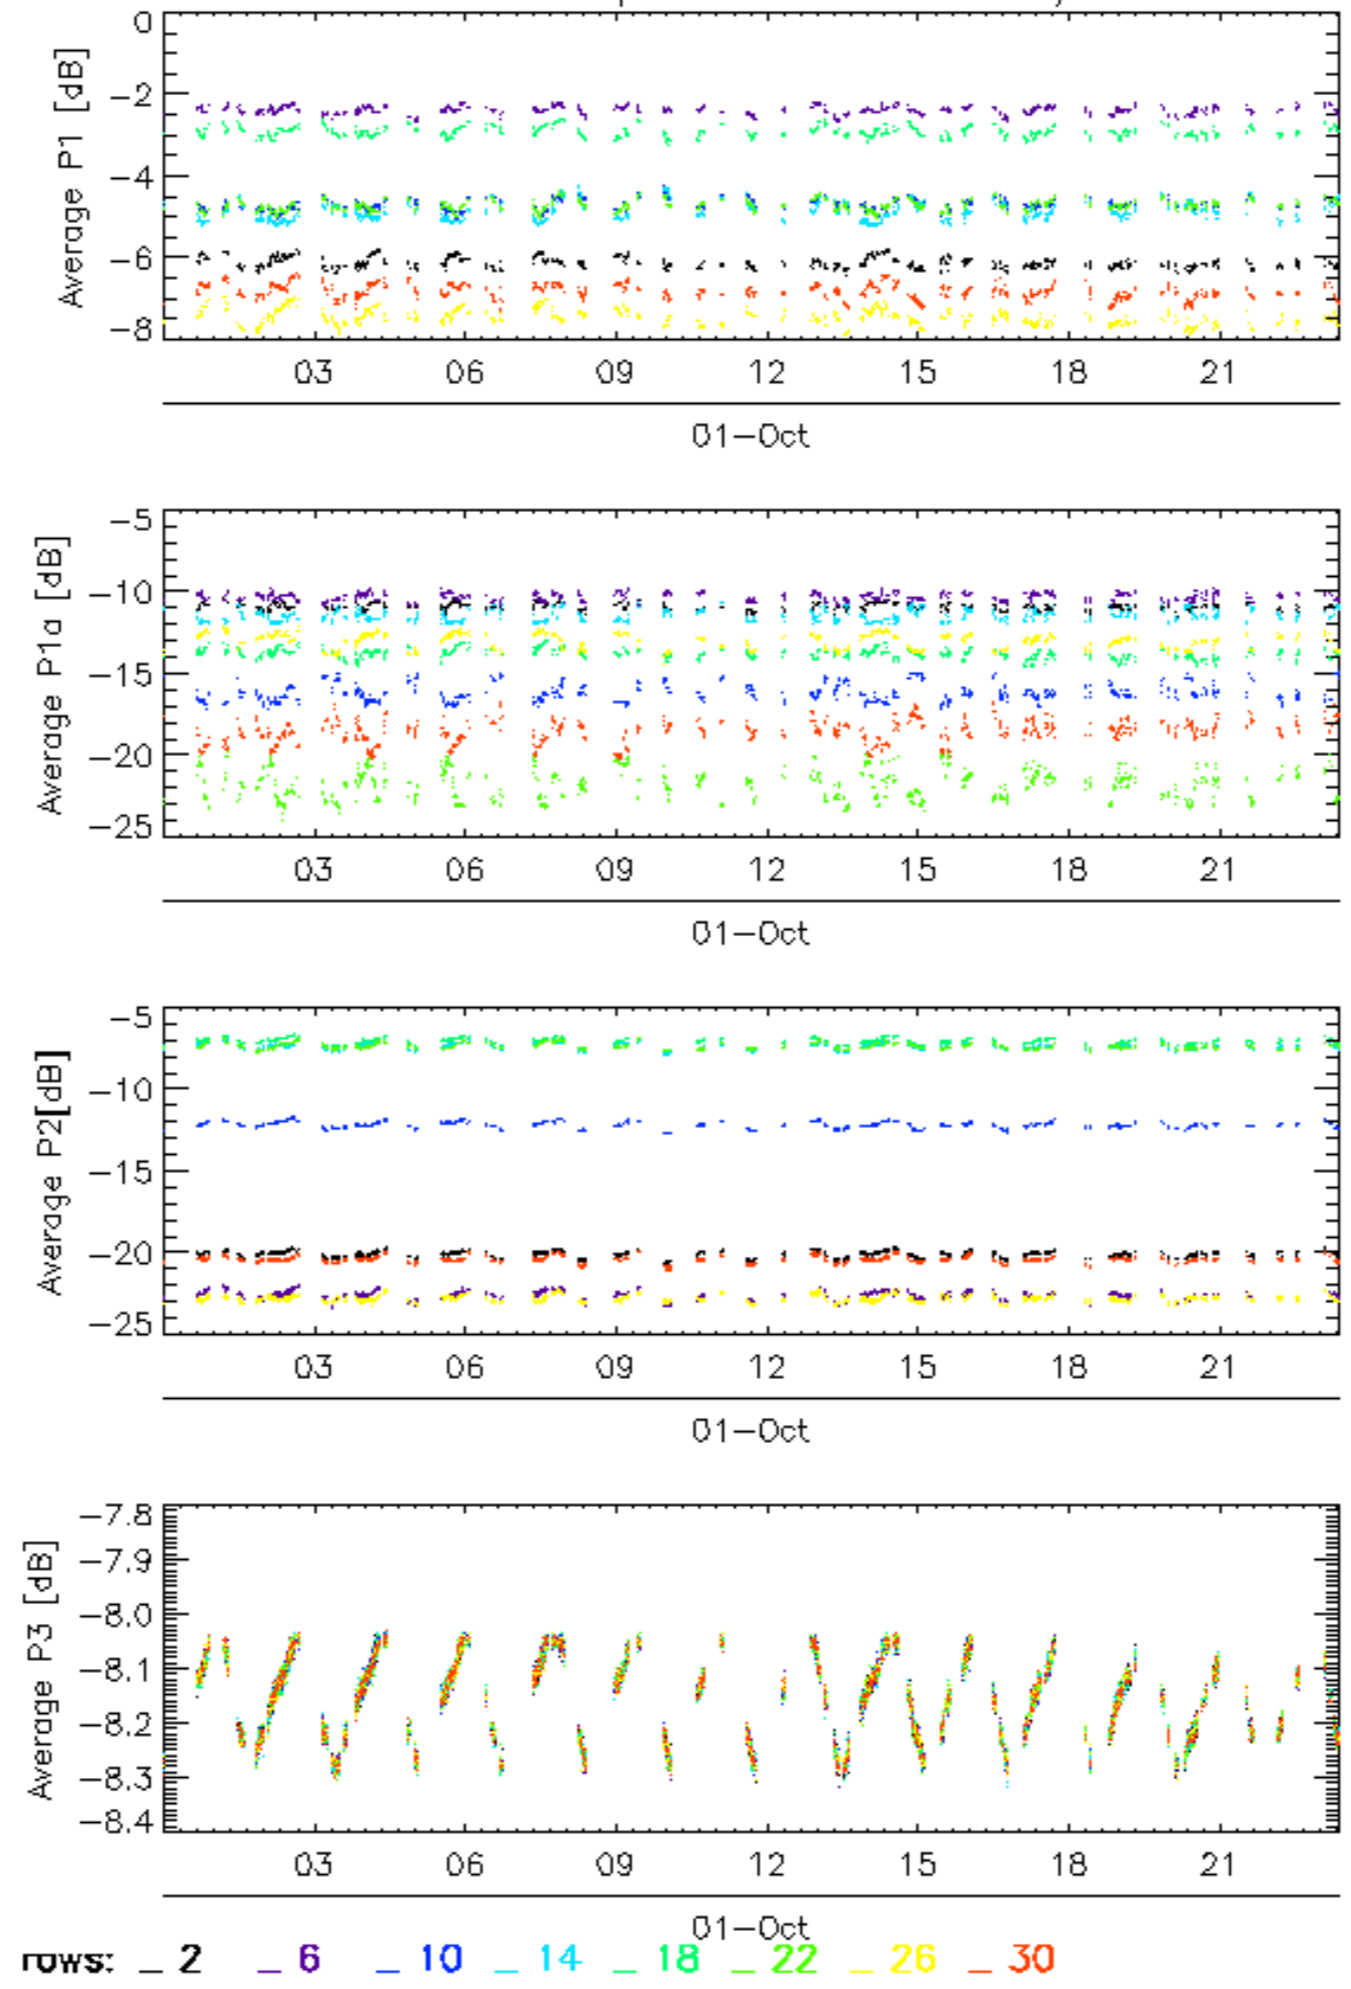 0
−2
−4
−6
−8
Average P1 [dB]
03 06 09 12 15 18 21
01−Oct
−5
−10
−15
−20
−25
Average P1a [dB]
03 06 09 12 15 18 21
01−Oct
−5
−10
−15
−20
−25
Average P2[dB]
03 06 09 12 15 18 21
01−Oct
−7.8
−7.9
−8.0
−8.1
−8.2
−8.3
−8.4
Average P3 [dB]
03 06 09 12 15 18 21
01−Oct
rows: _ 2 _ 6 _ 10 _ 14 _ 18 _ 22 _ 26 _ 30